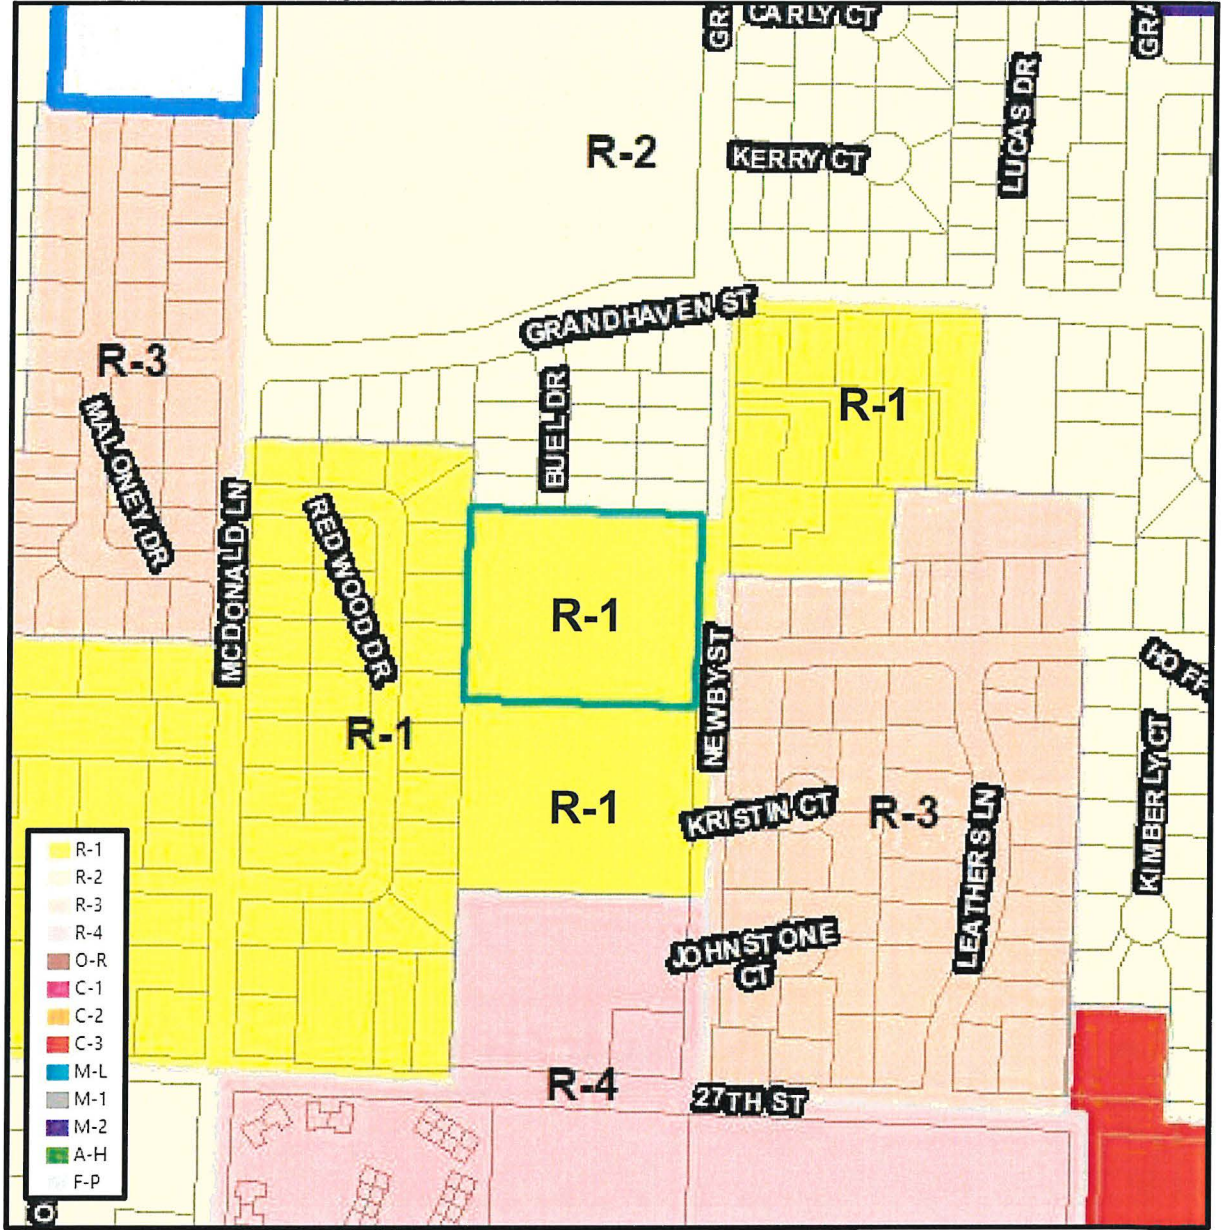 CARLY CT
LUCAS DR
R-2
KERRY CT
GRANDHAVEN ST
R-3
BUEL DR
R-1
MALONEY DR
MCDONALD LN
REDWOOD DR
R-1
NEWBY ST
R-1
R-1
KRISTIN CT
R-3
LEATHERS LN
KIMBERLY CT
JOHNSTONE
CT
R-4
27TH ST
R-1
R-2
R-3
R-4
O-R
C-1
C-2
C-3
M-L
M-1
M-2
A-H
F-P